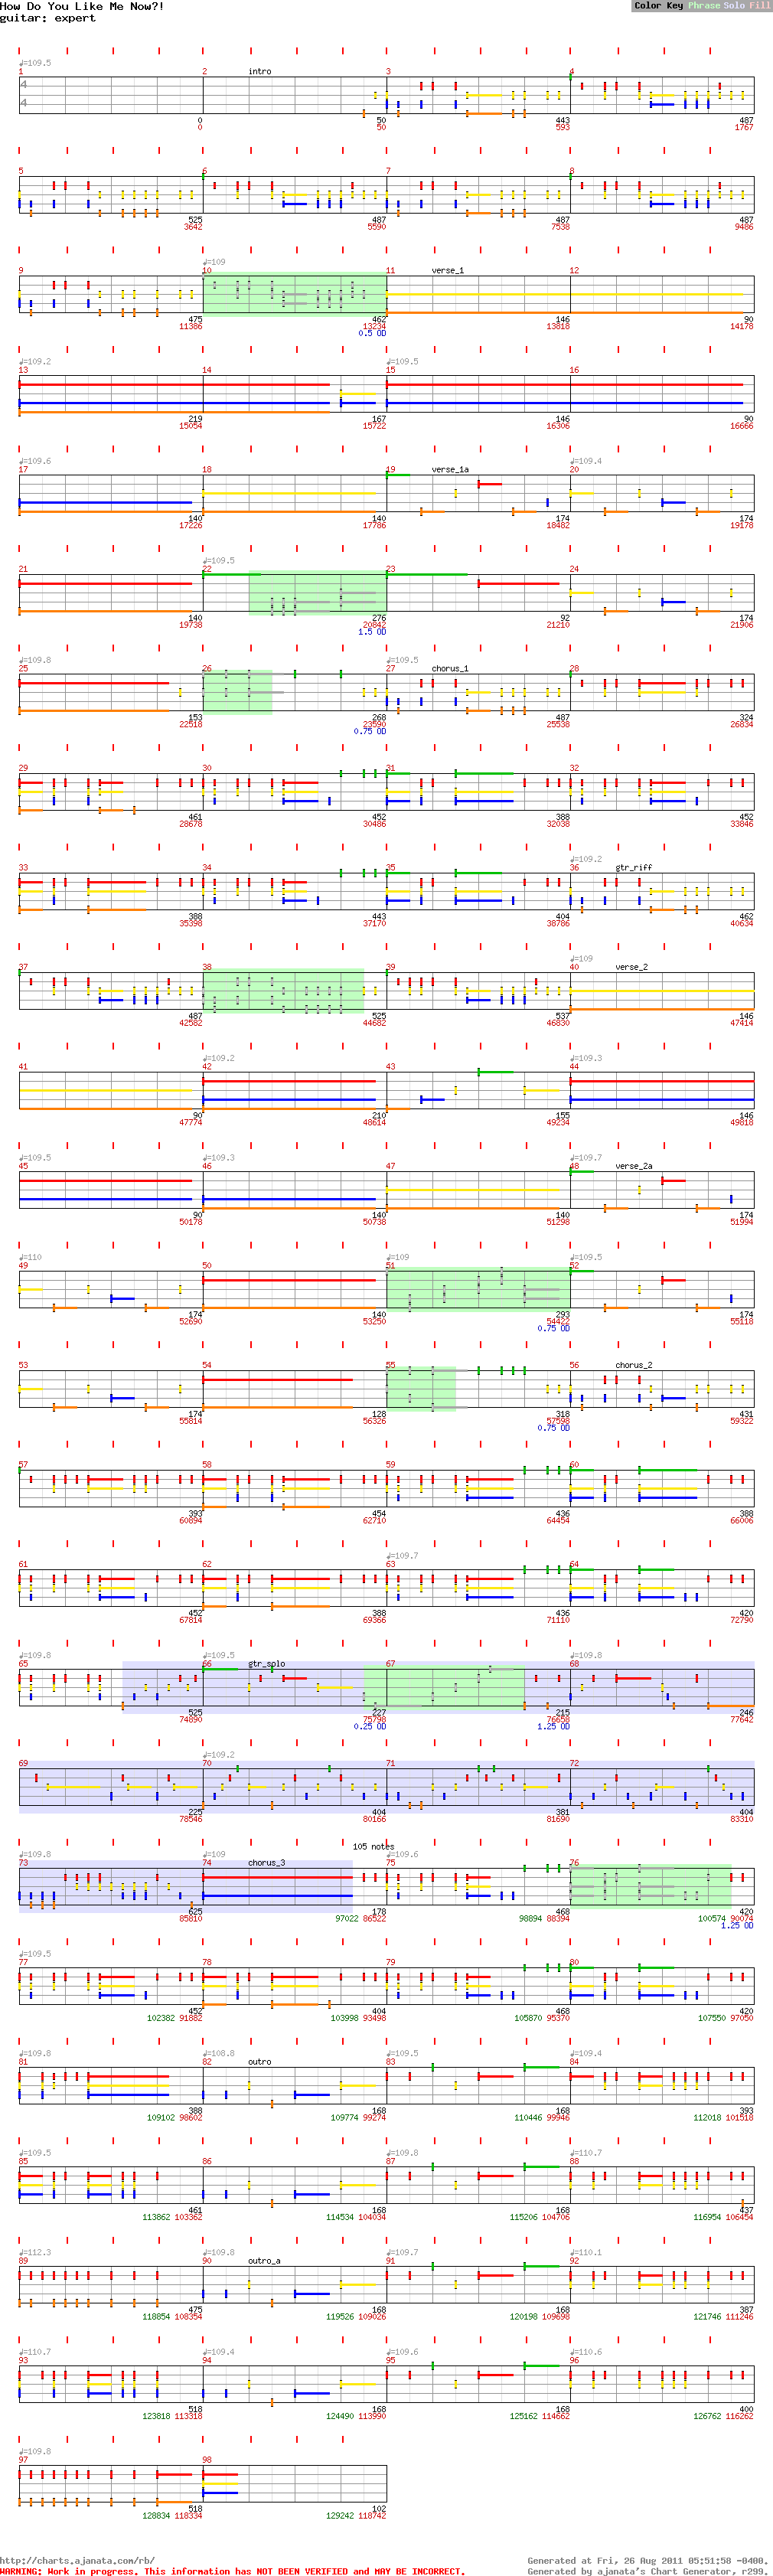 How Do You Like Me Now?!
Color Key Phrase Solo Fill
guitar: expert
♩=109.5
1 2 intro 3 4
4
4
0 50 443 487
0 50 593 1767
5 6 7 8
525 487 487 487
3642 5590 7538 9486
♩=109
9 10 11 verse_1 12
475 462 146 90
11386 13234 13818 14178
0.5 OD
♩=109.2 ♩=109.5
13 14 15 16
219 167 146 90
15054 15722 16306 16666
♩=109.6 ♩=109.4
17 18 19 verse_1a 20
140 140 174 174
17226 17786 18482 19178
♩=109.5
21 22 23 24
140 276 92 174
19738 20842 21210 21906
1.5 OD
♩=109.8 ♩=109.5
25 26 27 chorus_1 28
153 268 487 324
22518 23590 25538 26834
0.75 OD
29 30 31 32
461 452 388 452
28678 30486 32038 33846
♩=109.2
33 34 35 36 gtr_riff
388 443 404 462
35398 37170 38786 40634
♩=109
37 38 39 40 verse_2
487 525 537 146
42582 44682 46830 47414
♩=109.2 ♩=109.3
41 42 43 44
90 210 155 146
47774 48614 49234 49818
♩=109.5 ♩=109.3 ♩=109.7
45 46 47 48 verse_2a
90 140 140 174
50178 50738 51298 51994
♩=110 ♩=109 ♩=109.5
49 50 51 52
174 140 293 174
52690 53250 54422 55118
0.75 OD
53 54 55 56 chorus_2
174 128 318 431
55814 56326 57598 59322
0.75 OD
57 58 59 60
393 454 436 388
60894 62710 64454 66006
♩=109.7
61 62 63 64
452 388 436 420
67814 69366 71110 72790
♩=109.8 ♩=109.5 ♩=109.8
65 66 gtr_solo 67 68
525 227 215 246
74890 75798 76658 77642
0.25 OD 1.25 OD
♩=109.2
69 70 71 72
225 404 381 404
78546 80166 81690 83310
105 notes
♩=109.8 ♩=109 ♩=109.6
73 74 chorus_3 75 76
625 178 468 420
85810 97022 86522 98894 88394 100574 90074
1.25 OD
♩=109.5
77 78 79 80
452 404 468 420
102382 91882 103998 93498 105870 95370 107550 97050
♩=109.8 ♩=108.8 ♩=109.5 ♩=109.4
81 82 outro 83 84
388 168 168 393
109102 98602 109774 99274 110446 99946 112018 101518
♩=109.5 ♩=109.8 ♩=110.7
85 86 87 88
461 168 168 437
113862 103362 114534 104034 115206 104706 116954 106454
♩=112.3 ♩=109.8 ♩=109.7 ♩=110.1
89 90 outro_a 91 92
475 168 168 387
118854 108354 119526 109026 120198 109698 121746 111246
♩=110.7 ♩=109.4 ♩=109.6 ♩=110.6
93 94 95 96
518 168 168 400
123818 113318 124490 113990 125162 114662 126762 116262
♩=109.8
97 98
518 102
128834 118334 129242 118742
http://charts.ajanata.com/rb/ Generated at Fri, 26 Aug 2011 05:51:58 -0400.
WARNING: Work in progress. This information has NOT BEEN VERIFIED and MAY BE INCORRECT. Generated by ajanata's Chart Generator, r299.